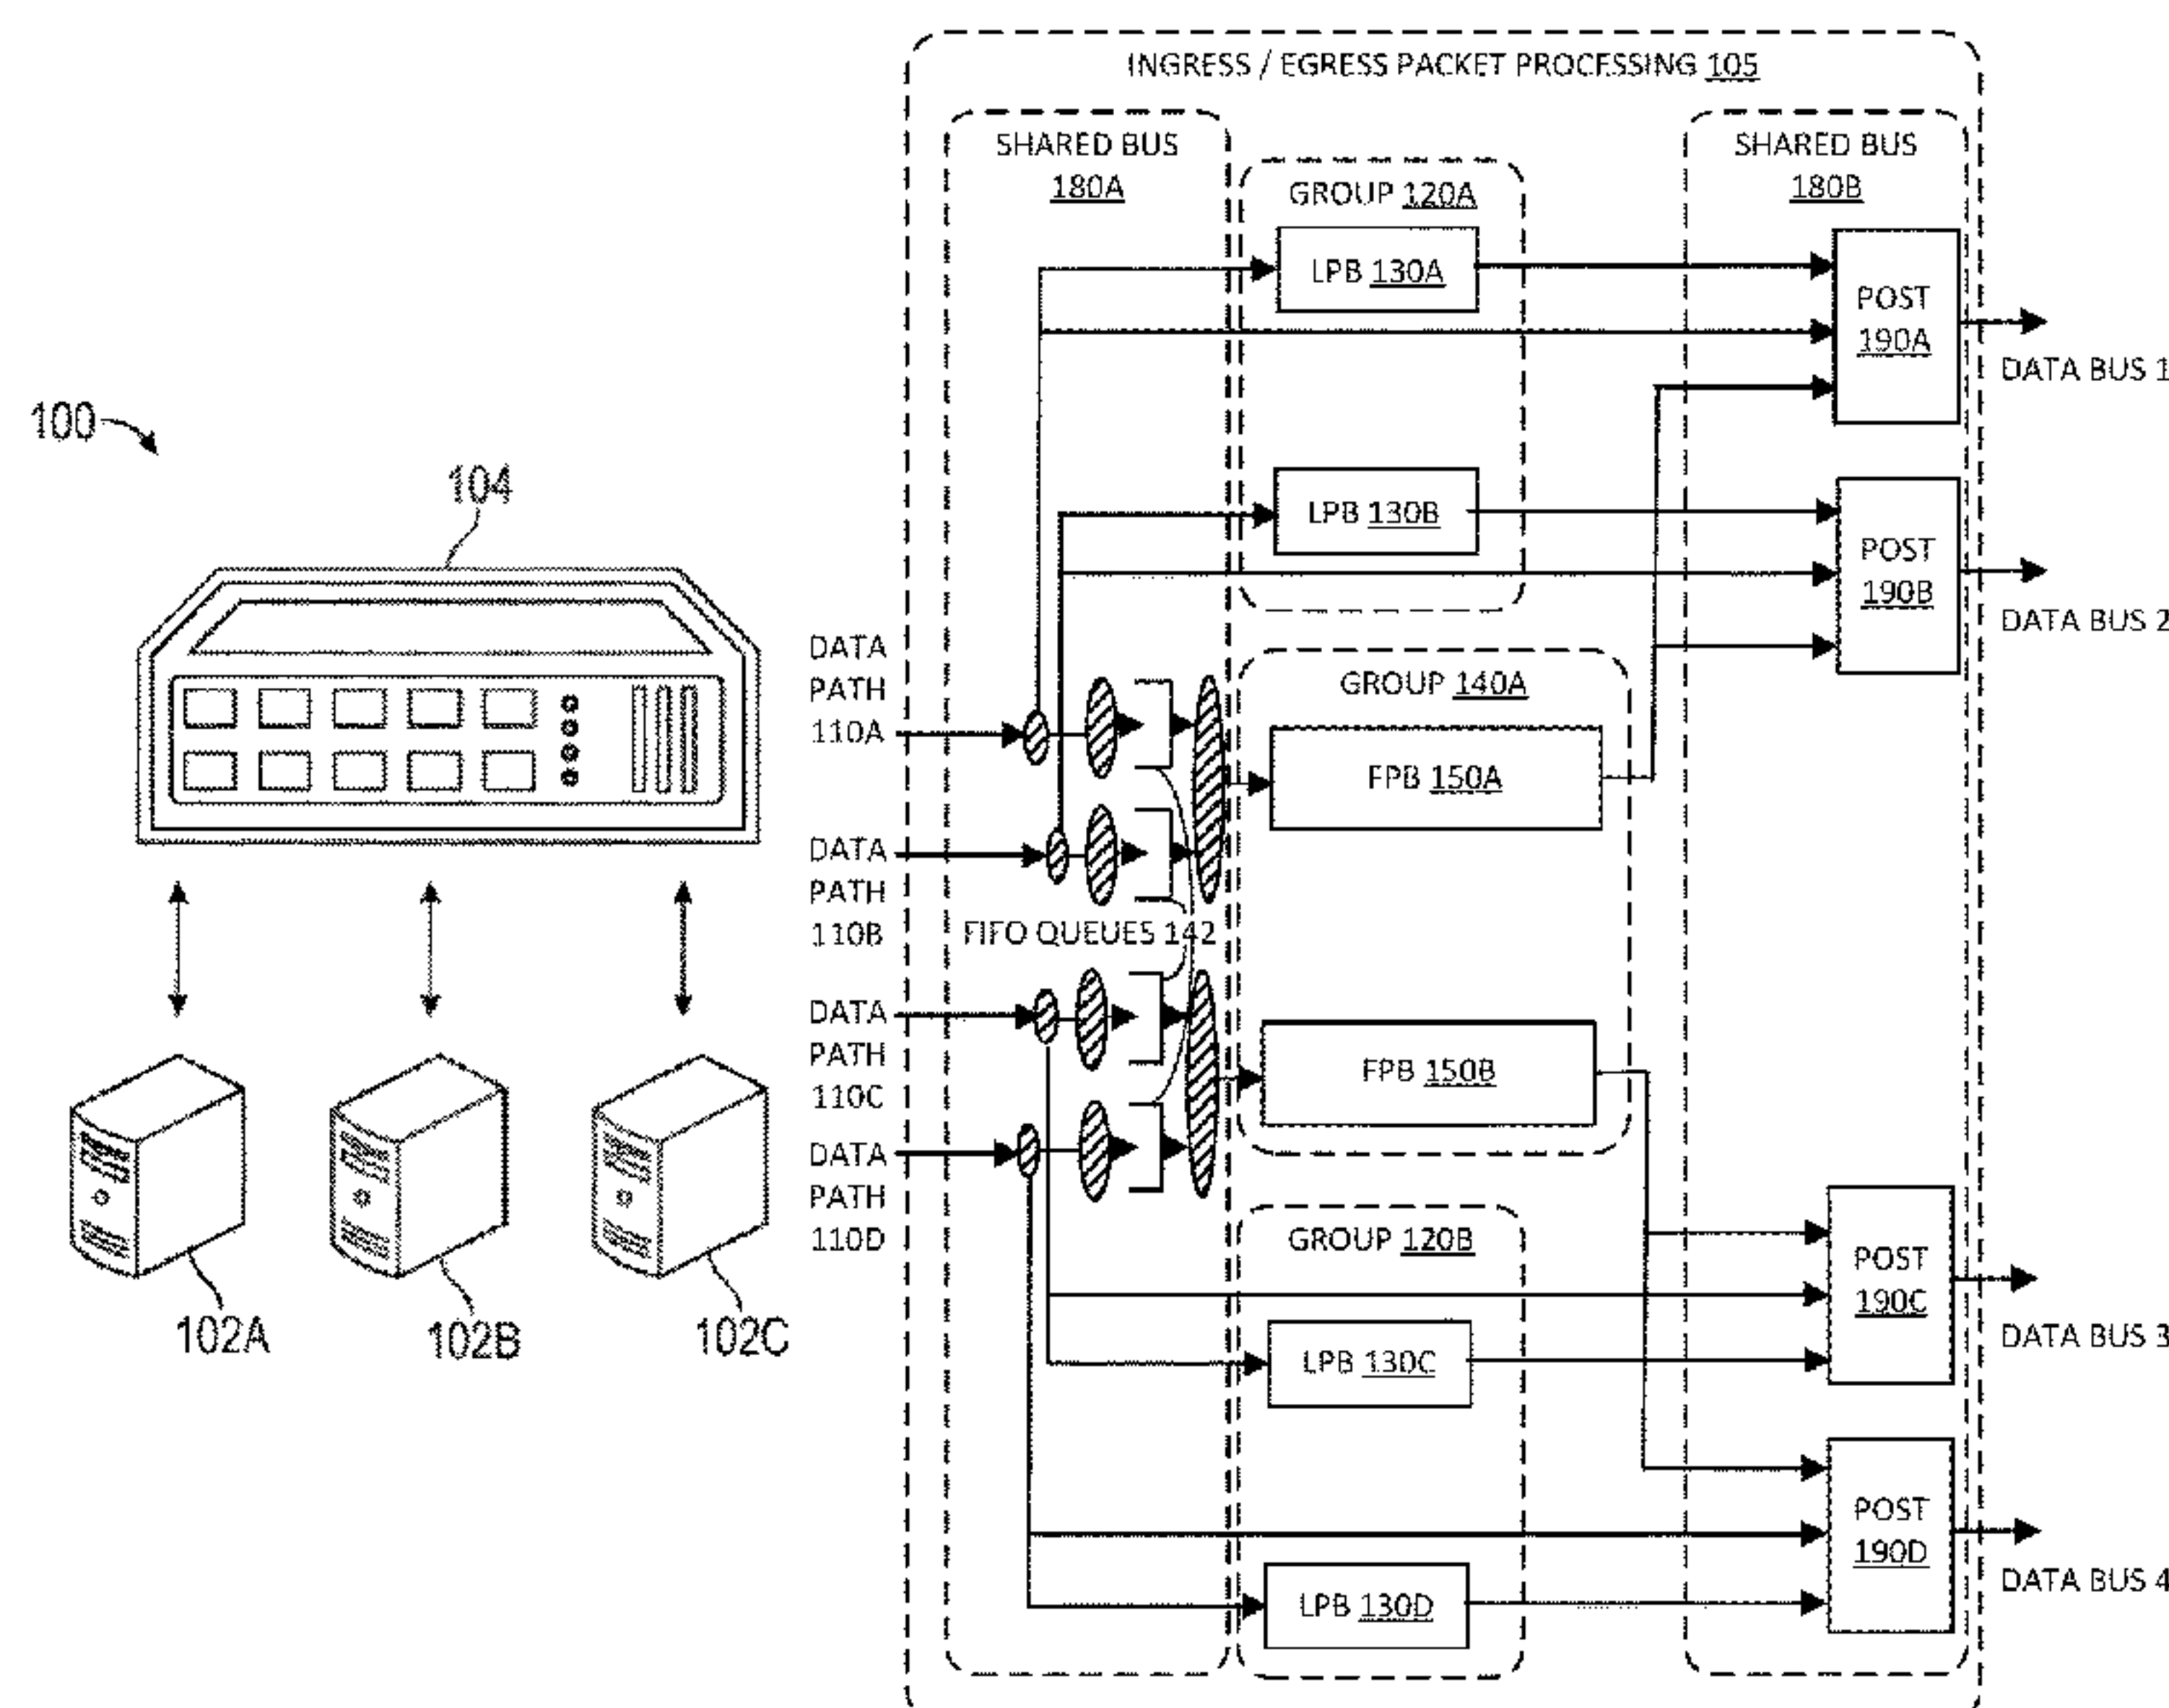 INGRESS / EGRESS PACKET PROCESSING 105
SHARED BUS
180A
SHARED BUS
180B
GROUP 120A
LPB 130A
POST
190A
DATA BUS 1
100
104
LPB 130B
POST
190B
DATA BUS 2
DATA
PATH
110A
GROUP 140A
FPB 150A
DATA
PATH
110B
FIFO QUEUES 142
DATA
PATH
110C
FPB 150B
DATA
PATH
110D
GROUP 120B
POST
190C
DATA BUS 3
102A
102B
102C
LPB 130C
POST
190D
DATA BUS 4
LPB 130D